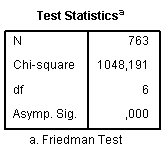 Test Statisticsa
N 763
Chi-square 1048,191
df 6
Asymp. Sig. ,000
a. Friedman Test